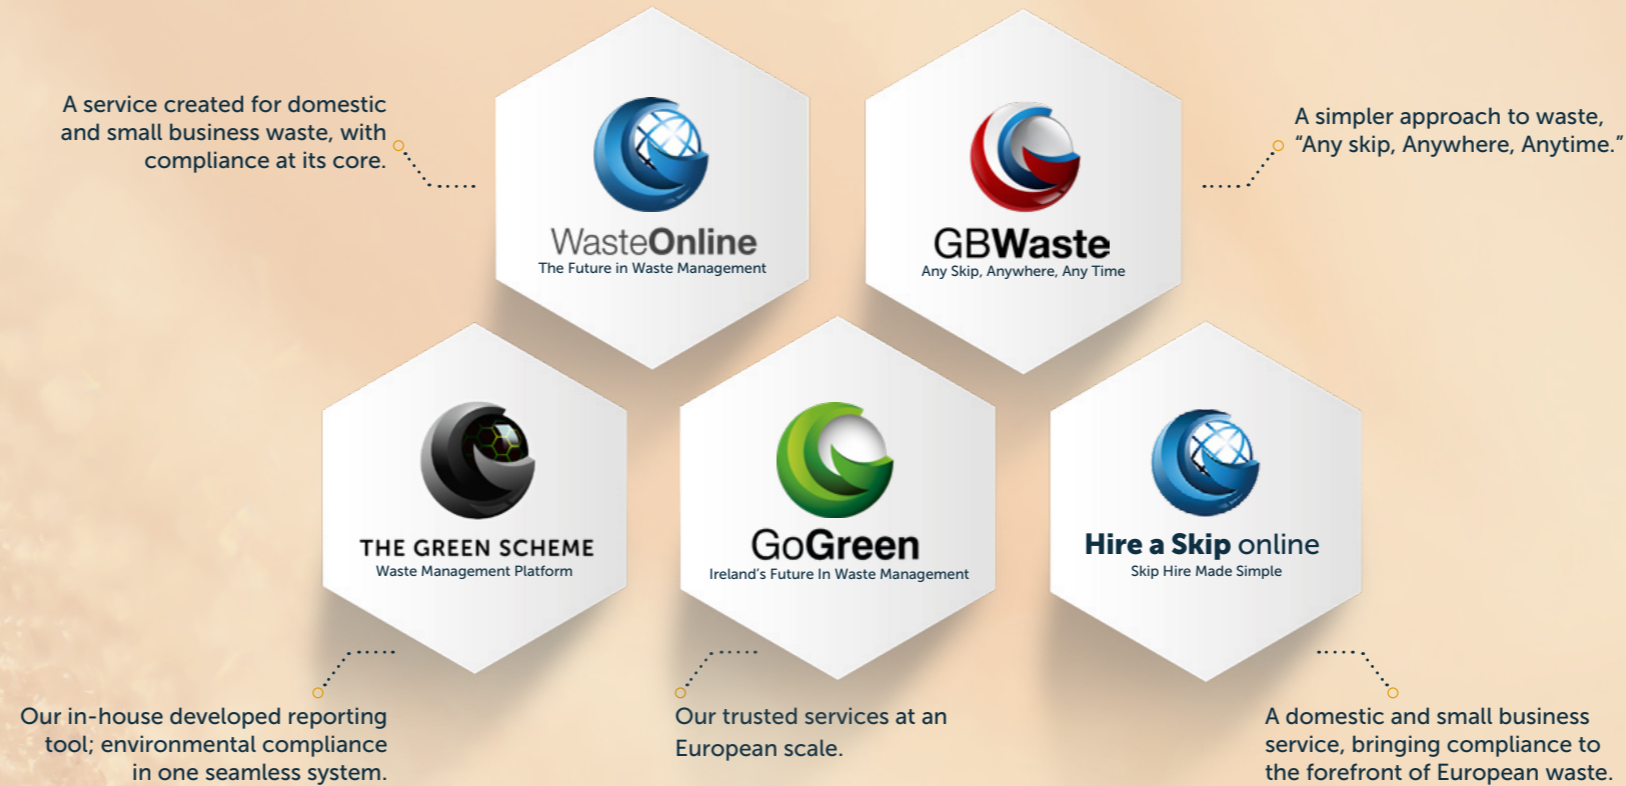 A service created for domestic
and small business waste, with
compliance at its core.
WasteOnline
The Future in Waste Management
GBWaste
Any Skip, Anywhere, Any Time
A simpler approach to waste,
“Any skip, Anywhere, Anytime.”
THE GREEN SCHEME
Waste Management Platform
GoGreen
Ireland’s Future In Waste Management
Hire a Skip online
Skip Hire Made Simple
Our in-house developed reporting
tool; environmental compliance
in one seamless system.
Our trusted services at an
European scale.
A domestic and small business
service, bringing compliance to
the forefront of European waste.